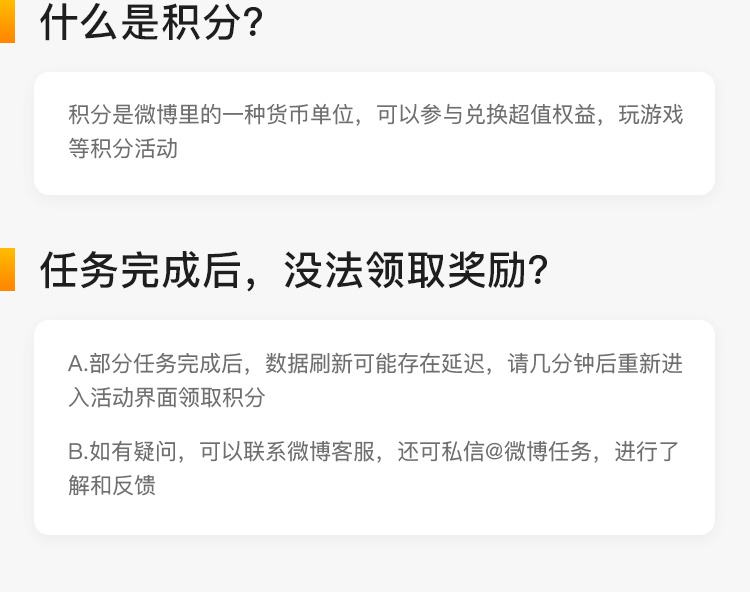 什么是积分?
积分是微博里的一种货币单位，可以参与兑换超值权益，玩游戏
等积分活动
任务完成后，没法领取奖励?
A.部分任务完成后，数据刷新可能存在延迟，请几分钟后重新进
入活动界面领取积分
B.如有疑问，可以联系微博客服，还可私信@微博任务，进行了
解和反馈